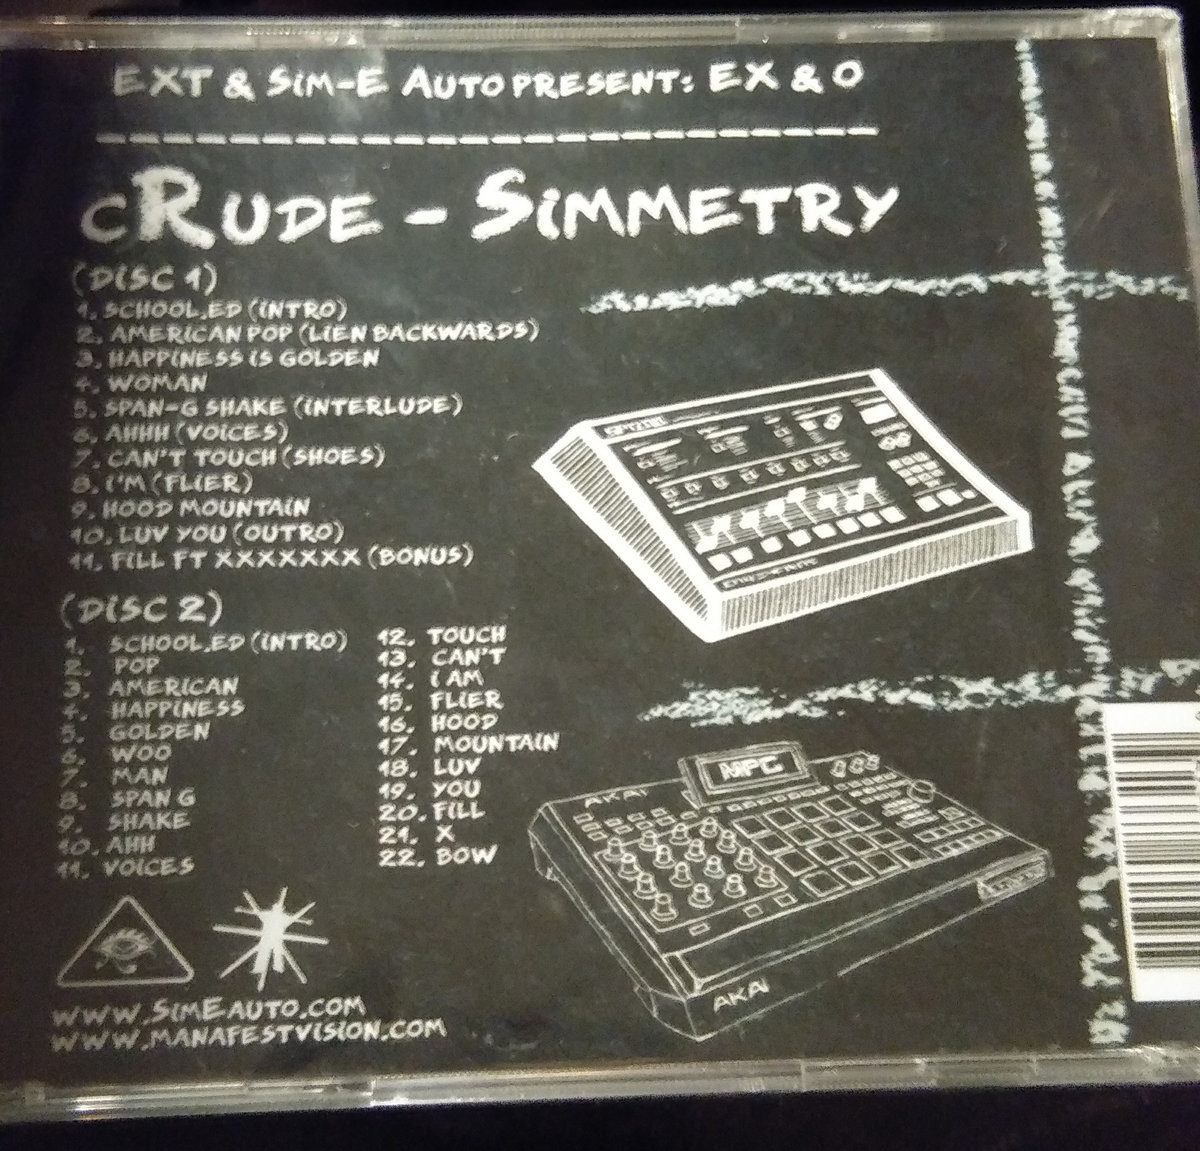 EXT & SiM-E AUTO PRESENT: EX & O
cRUDE - SiMMETRY
(DiSC 1)
1. SCHOOL.ED (iNTRO)
2. AMERiCAN POP (LiEN BACKWARDS)
3. HAPPiNESS iS GOLDEN
4. WOMAN
5. SPAN-G SHAKE (iNTERLUDE)
6. AHHH (VOiCES)
7. CAN'T TOUCH (SHOES)
8. i'M (FLiER)
9. HOOD MOUNTAiN
10. LUV YOU (OUTRO)
11. FiLL FT XXXXXXX (BONUS)
(DiSC 2)
1. SCHOOL.ED (iNTRO)
2. POP
3. AMERiCAN
4. HAPPiNESS
5. GOLDEN
6. WOO
7. MAN
8. SPAN G
9. SHAKE
10. AHH
11. VOiCES
12. TOUCH
13. CAN'T
14. i AM
15. FLiER
16. HOOD
17. MOUNTAiN
18. LUV
19. YOU
20. FiLL
21. X
22. BOW
WWW.SiMEAUTO.COM
WWW.MANAFESTViSiON.COM
AKAI
MPC
AKAI